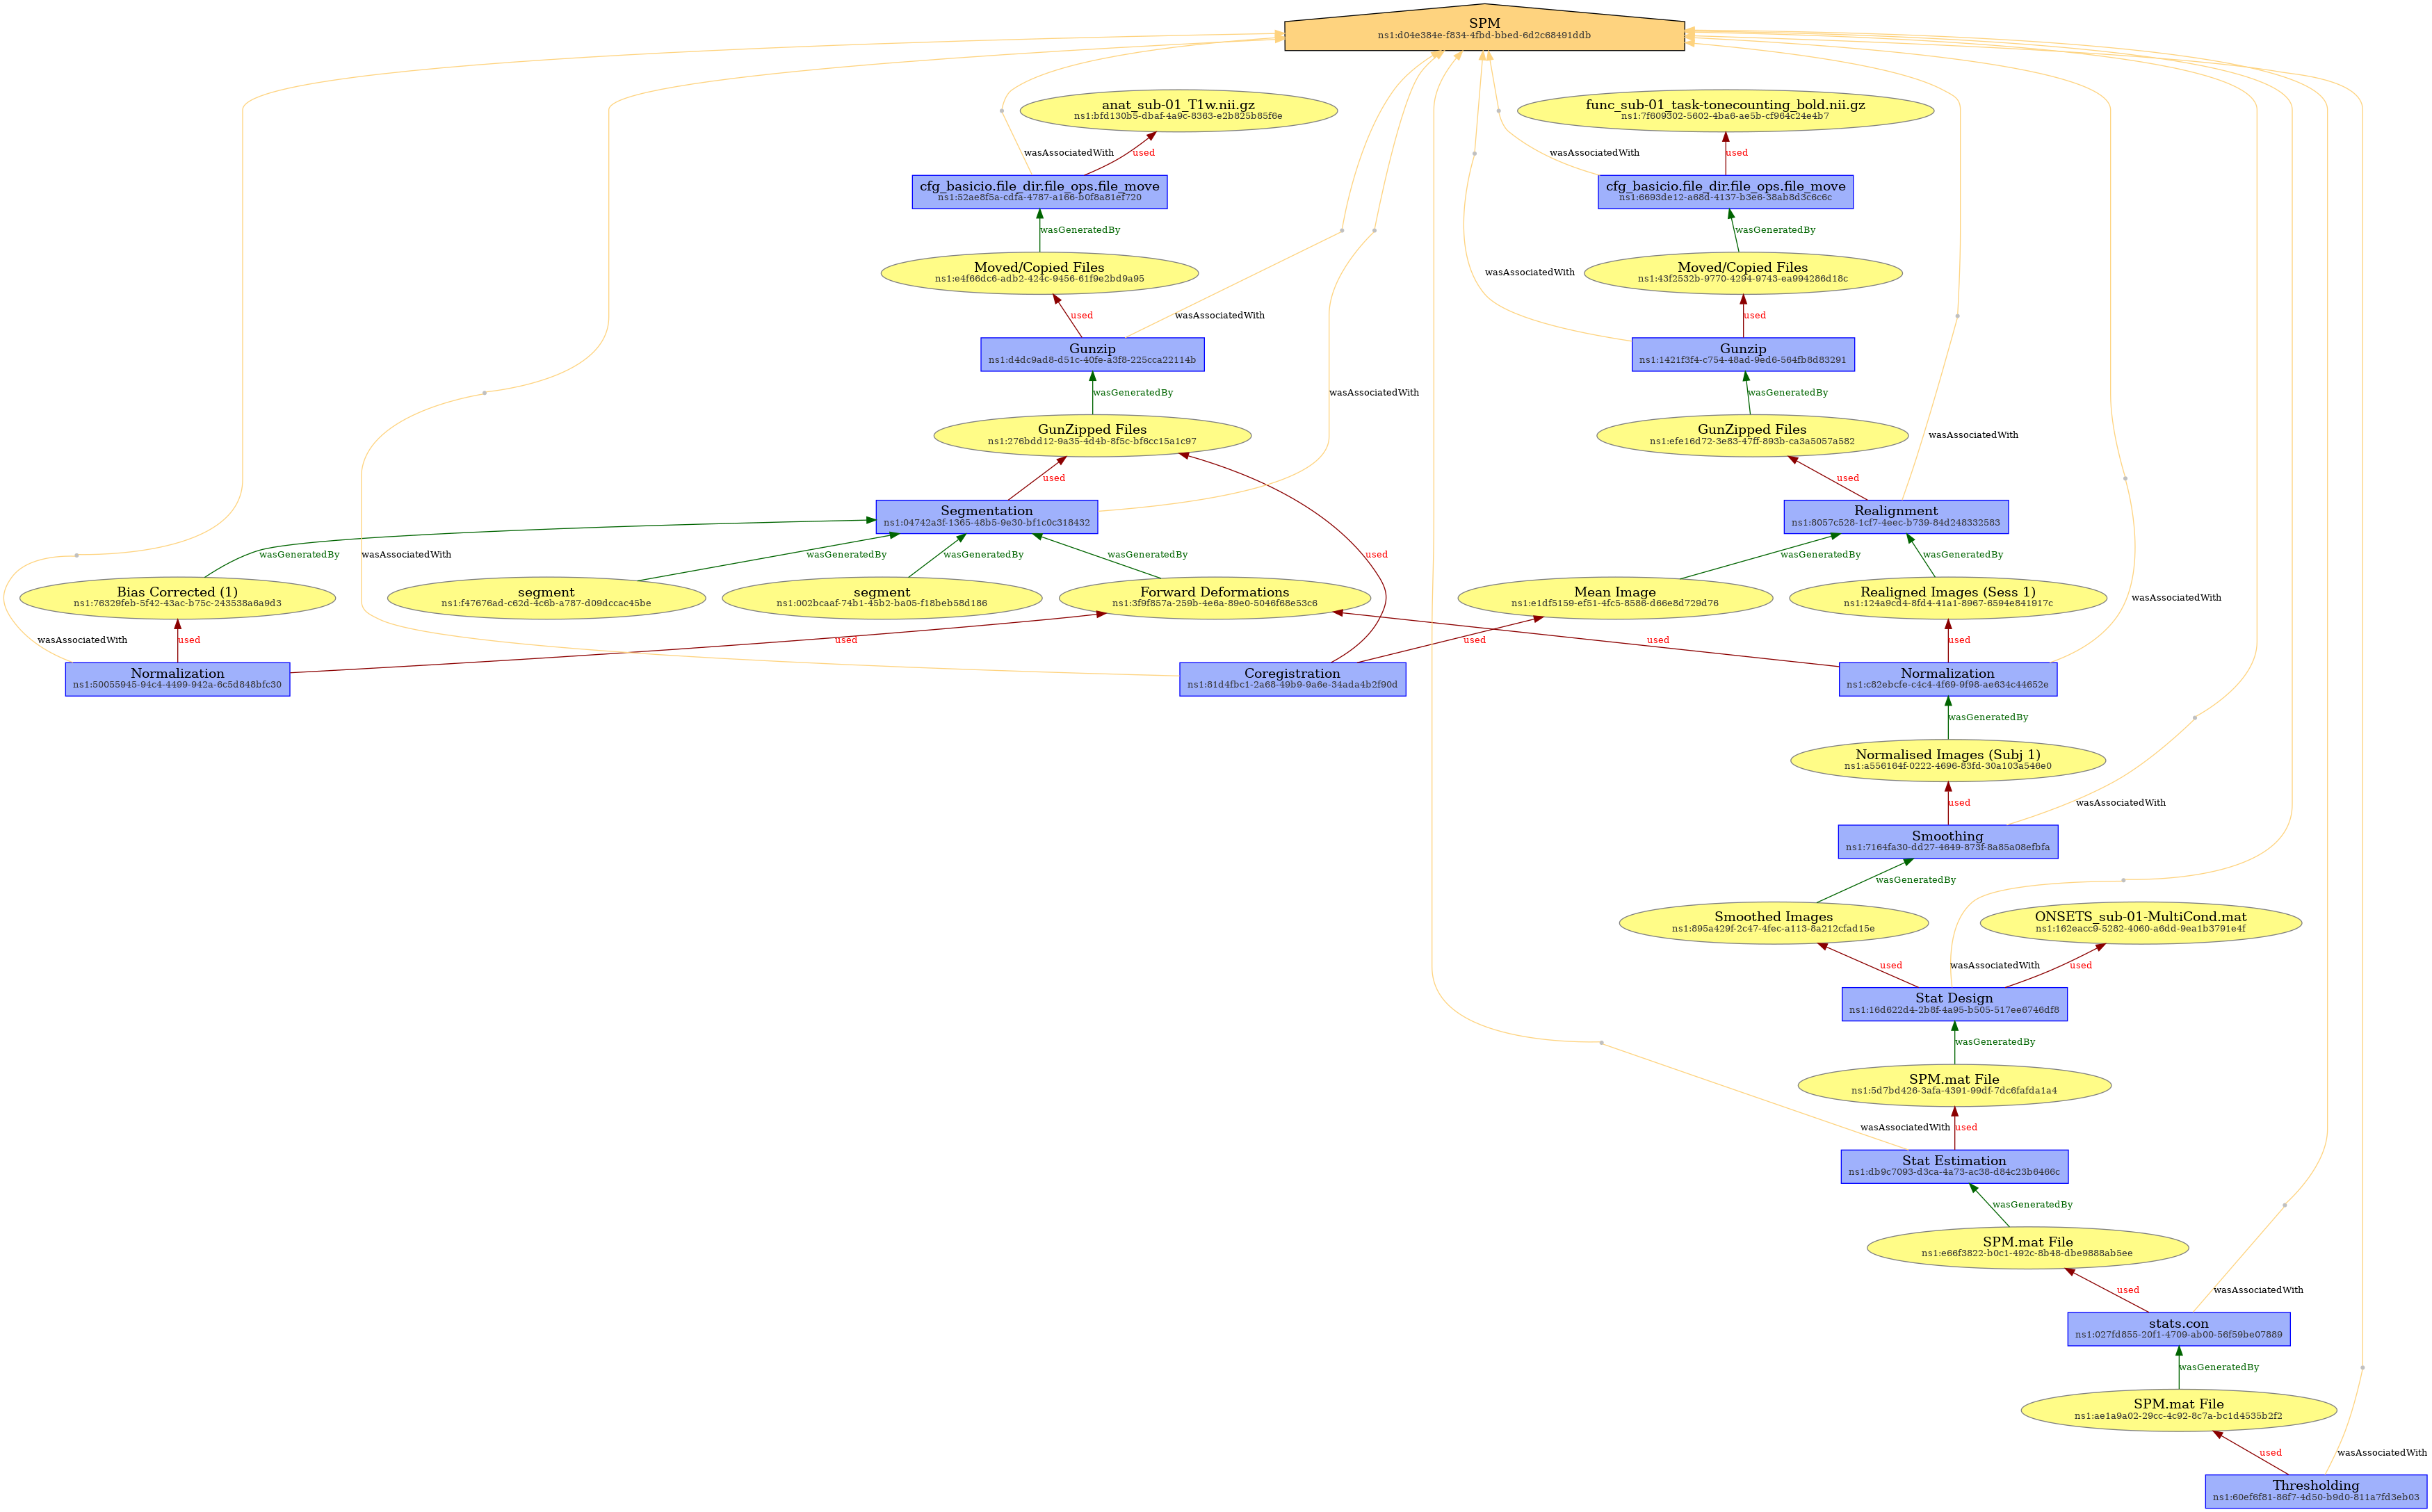 SPM
ns1:d04e384e-f834-4fbd-bbed-6d2c68491ddb
anat_sub-01_T1w.nii.gz
ns1:bfd130b5-dbaf-4a9c-8363-e2b825b85f6e
func_sub-01_task-tonecounting_bold.nii.gz
ns1:7f609302-5602-4ba6-ae5b-cf964c24e4b7
wasAssociatedWith
used
wasAssociatedWith
used
cfg_basicio.file_dir.file_ops.file_move
ns1:52ae8f5a-cdfa-4787-a166-b0f8a81ef720
cfg_basicio.file_dir.file_ops.file_move
ns1:6693de12-a68d-4137-b3e6-38ab8d3c6c6c
wasGeneratedBy
wasGeneratedBy
Moved/Copied Files
ns1:e4f66dc6-adb2-424c-9456-61f9e2bd9a95
wasAssociatedWith
Moved/Copied Files
ns1:43f2532b-9770-4294-9743-ea994286d18c
used
wasAssociatedWith
used
Gunzip
ns1:d4dc9ad8-d51c-40fe-a3f8-225cca22114b
Gunzip
ns1:1421f3f4-c754-48ad-9ed6-564fb8d83291
wasGeneratedBy
wasAssociatedWith
wasGeneratedBy
GunZipped Files
ns1:276bdd12-9a35-4d4b-8f5c-bf6cc15a1c97
GunZipped Files
ns1:efe16d72-3e83-47ff-893b-ca3a5057a582
wasAssociatedWith
used
used
Segmentation
ns1:04742a3f-1365-48b5-9e30-bf1c0c318432
Realignment
ns1:8057c528-1cf7-4eec-b739-84d248332583
wasGeneratedBy
wasAssociatedWith
wasGeneratedBy
wasGeneratedBy
wasGeneratedBy
used
wasGeneratedBy
wasGeneratedBy
Bias Corrected (1)
ns1:76329feb-5f42-43ac-b75c-243538a6a9d3
segment
ns1:f47676ad-c62d-4c6b-a787-d09dccac45be
segment
ns1:002bcaaf-74b1-45b2-ba05-f18beb58d186
Forward Deformations
ns1:3f9f857a-259b-4e6a-89e0-5046f68e53c6
Mean Image
ns1:e1df5159-ef51-4fc5-8586-d66e8d729d76
Realigned Images (Sess 1)
ns1:124a9cd4-8fd4-41a1-8967-6594e841917c
wasAssociatedWith
wasAssociatedWith
used
used
used
used
used
Normalization
ns1:50055945-94c4-4499-942a-6c5d848bfc30
Coregistration
ns1:81d4fbc1-2a68-49b9-9a6e-34ada4b2f90d
Normalization
ns1:c82ebcfe-c4c4-4f69-9f98-ae634c44652e
wasGeneratedBy
Normalised Images (Subj 1)
ns1:a556164f-0222-4696-83fd-30a103a546e0
used
wasAssociatedWith
Smoothing
ns1:7164fa30-dd27-4649-873f-8a85a08efbfa
wasGeneratedBy
Smoothed Images
ns1:895a429f-2c47-4fec-a113-8a212cfad15e
ONSETS_sub-01-MultiCond.mat
ns1:162eacc9-5282-4060-a6dd-9ea1b3791e4f
used
wasAssociatedWith
used
Stat Design
ns1:16d622d4-2b8f-4a95-b505-517ee6746df8
wasGeneratedBy
SPM.mat File
ns1:5d7bd426-3afa-4391-99df-7dc6fafda1a4
wasAssociatedWith
used
Stat Estimation
ns1:db9c7093-d3ca-4a73-ac38-d84c23b6466c
wasGeneratedBy
SPM.mat File
ns1:e66f3822-b0c1-492c-8b48-dbe9888ab5ee
used
wasAssociatedWith
stats.con
ns1:027fd855-20f1-4709-ab00-56f59be07889
wasGeneratedBy
SPM.mat File
ns1:ae1a9a02-29cc-4c92-8c7a-bc1d4535b2f2
used
wasAssociatedWith
Thresholding
ns1:60ef6f81-86f7-4d50-b9d0-811a7fd3eb03